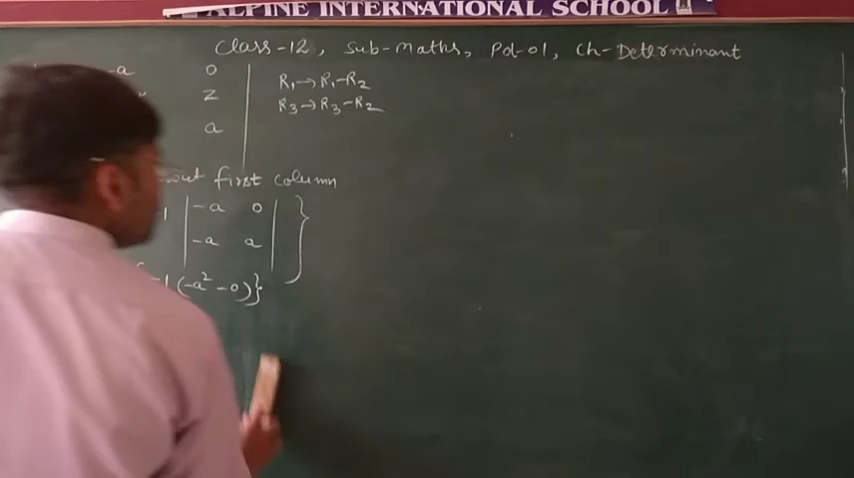 ALPINE INTERNATIONAL SCHOOL
Class-12, Sub-Maths, Pd-01, Ch-Determinant
-a 0 R₁→R₁-R₂
z R₃→R₃-R₂
a
first column
-1 | -a 0 | }
-a a
-1(-a²-0)}